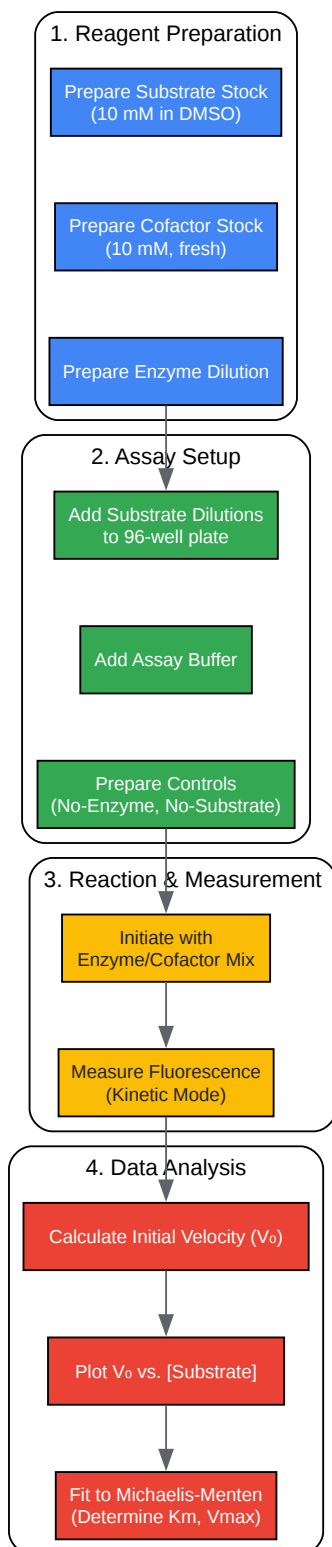 1. Reagent Preparation
Prepare Substrate Stock
(10 mM in DMSO)
Prepare Cofactor Stock
(10 mM, fresh)
Prepare Enzyme Dilution
2. Assay Setup
Add Substrate Dilutions
to 96-well plate
Add Assay Buffer
Prepare Controls
(No-Enzyme, No-Substrate)
3. Reaction & Measurement
Initiate with
Enzyme/Cofactor Mix
Measure Fluorescence
(Kinetic Mode)
4. Data Analysis
Calculate Initial Velocity (V₀)
Plot V₀ vs. [Substrate]
Fit to Michaelis-Menten
(Determine Km, Vmax)